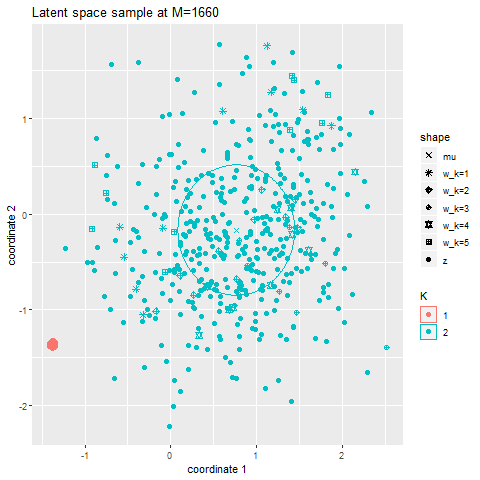 Latent space sample at M=1660
coordinate 2
1
0
-1
-2
-1
0
1
2
coordinate 1
shape
mu
w_k=1
w_k=2
w_k=3
w_k=4
w_k=5
z
K
1
2